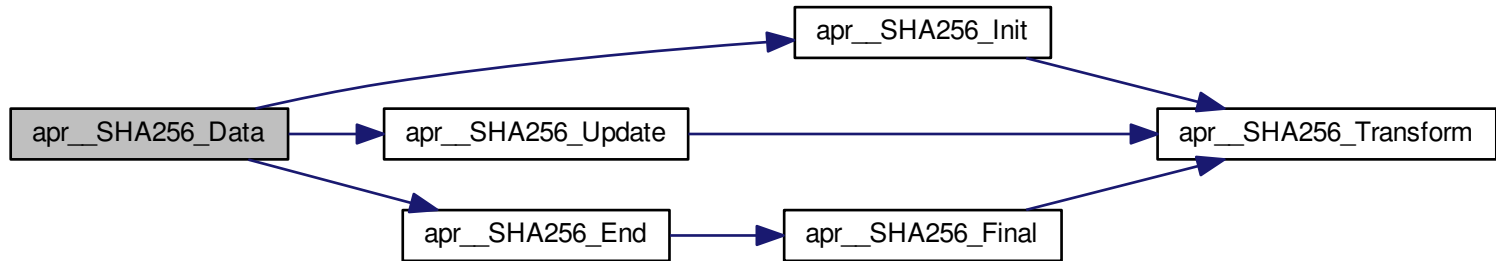 apr__SHA256_Init
apr__SHA256_Data
apr__SHA256_Update
apr__SHA256_Transform
apr__SHA256_End
apr__SHA256_Final